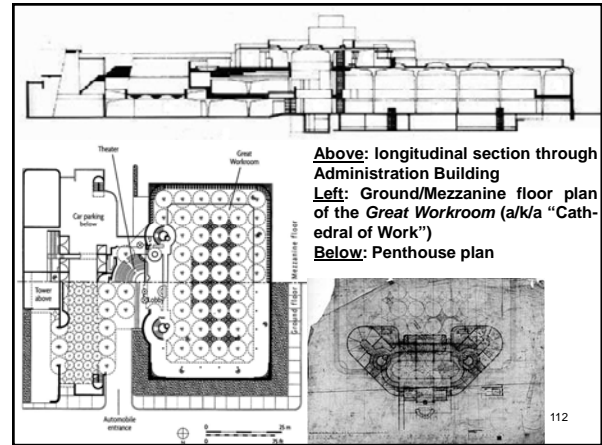 Above: longitudinal section through
Administration Building
Left: Ground/Mezzanine floor plan
of the Great Workroom (a/k/a “Cath-
edral of Work”)
Below: Penthouse plan
Theater
Great
Workroom
Car parking
below
Tower
above
Lobby
Mezzanine floor
Ground floor
Automobile
entrance
0 25 m
0 75 ft
112